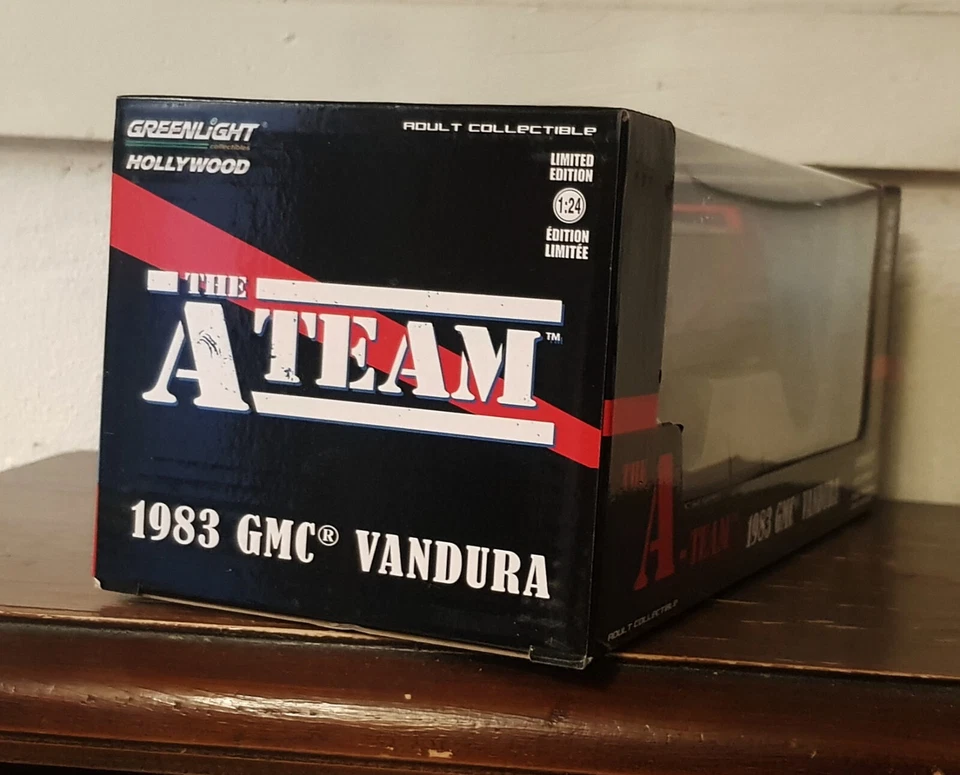 GREENLiGHT
collectibles
HOLLYWOOD
ADULT COLLECTIBLE
LIMITED
EDITION
1:24
ÉDITION
LIMITÉE
THE
A TEAM™
1983 GMC® VANDURA
THE
A-TEAM
1983 GMC® VANDURA
ADULT COLLECTIBLE